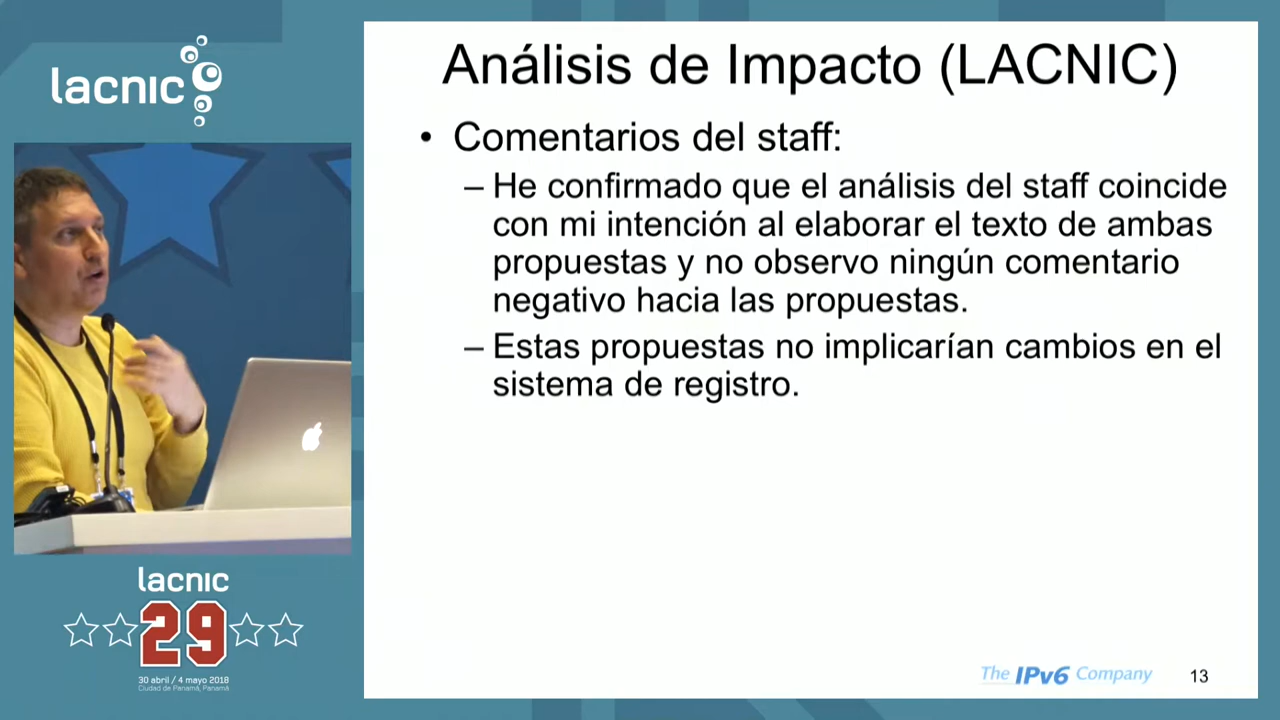 lacnic
Análisis de Impacto (LACNIC)
• Comentarios del staff:
– He confirmado que el análisis del staff coincide
con mi intención al elaborar el texto de ambas
propuestas y no observo ningún comentario
negativo hacia las propuestas.
– Estas propuestas no implicarían cambios en el
sistema de registro.
lacnic
29
30 abril / 4 mayo 2018
Ciudad de Panamá, Panamá
The IPv6 Company
13